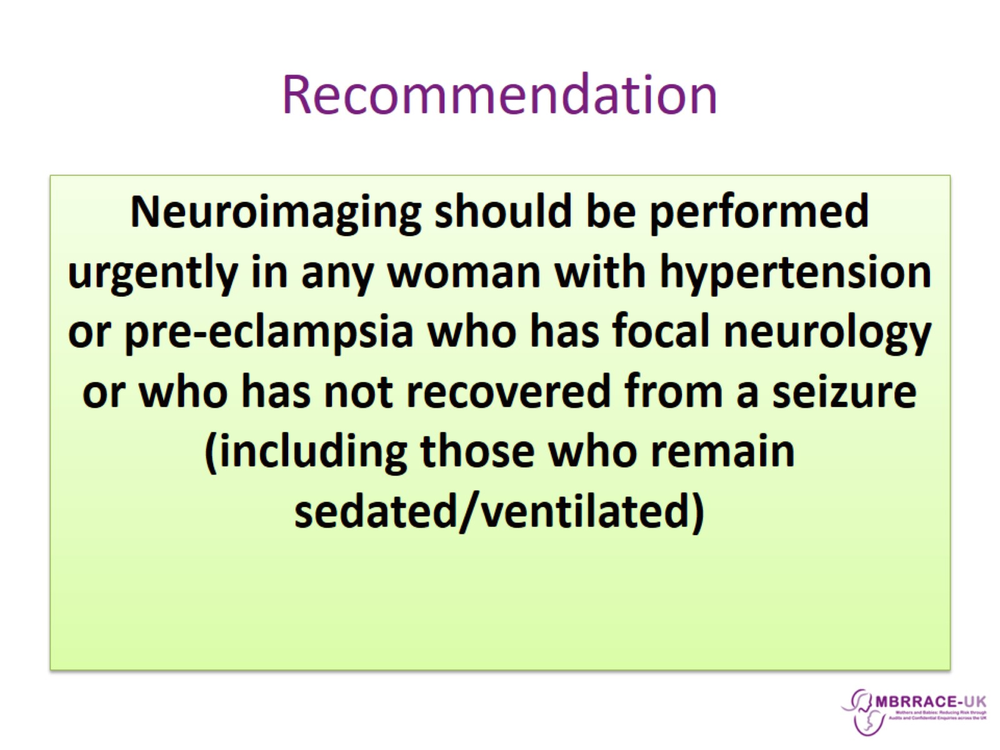 Recommendation
Neuroimaging should be performed
urgently in any woman with hypertension
or pre-eclampsia who has focal neurology
or who has not recovered from a seizure
(including those who remain
sedated/ventilated)
MBRRACE-UK
Mothers and Babies: Reducing Risk through
Audits and Confidential Enquiries across the UK